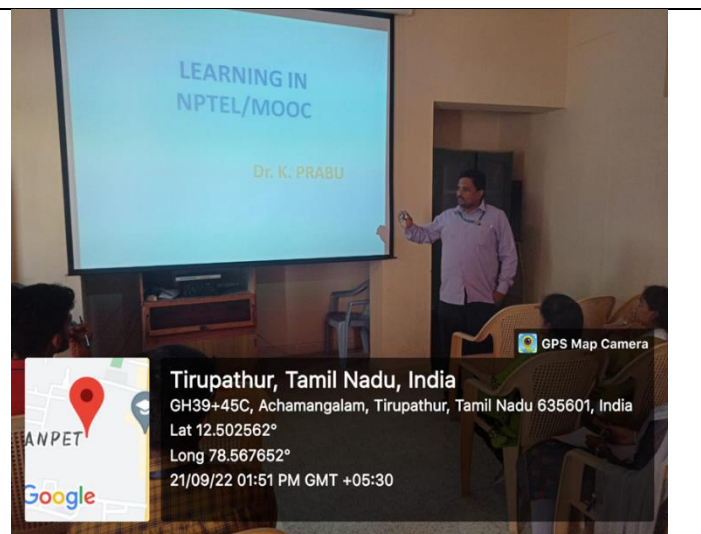 LEARNING IN
NPTEL/MOOC
Dr. K. PRABU
GPS Map Camera
Tirupathur, Tamil Nadu, India
GH39+45C, Achamangalam, Tirupathur, Tamil Nadu 635601, India
Lat 12.502562°
Long 78.567652°
21/09/22 01:51 PM GMT +05:30
ANPET
Google